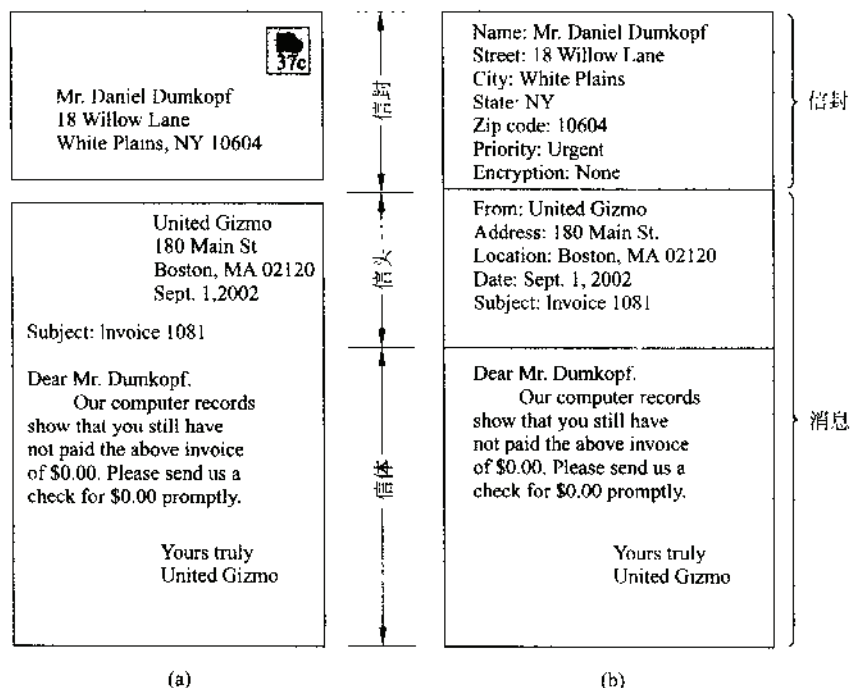 37c
Mr. Daniel Dumkopf
18 Willow Lane
White Plains, NY 10604
United Gizmo
180 Main St
Boston, MA 02120
Sept. 1,2002
Subject: Invoice 1081
Dear Mr. Dumkopf.
Our computer records
show that you still have
not paid the above invoice
of $0.00. Please send us a
check for $0.00 promptly.
Yours truly
United Gizmo
(a)
信封
信头
信体
Name: Mr. Daniel Dumkopf
Street: 18 Willow Lane
City: White Plains
State: NY
Zip code: 10604
Priority: Urgent
Encryption: None
From: United Gizmo
Address: 180 Main St.
Location: Boston, MA 02120
Date: Sept. 1, 2002
Subject: Invoice 1081
Dear Mr. Dumkopf.
Our computer records
show that you still have
not paid the above invoice
of $0.00. Please send us a
check for $0.00 promptly.
Yours truly
United Gizmo
(b)
信封
消息